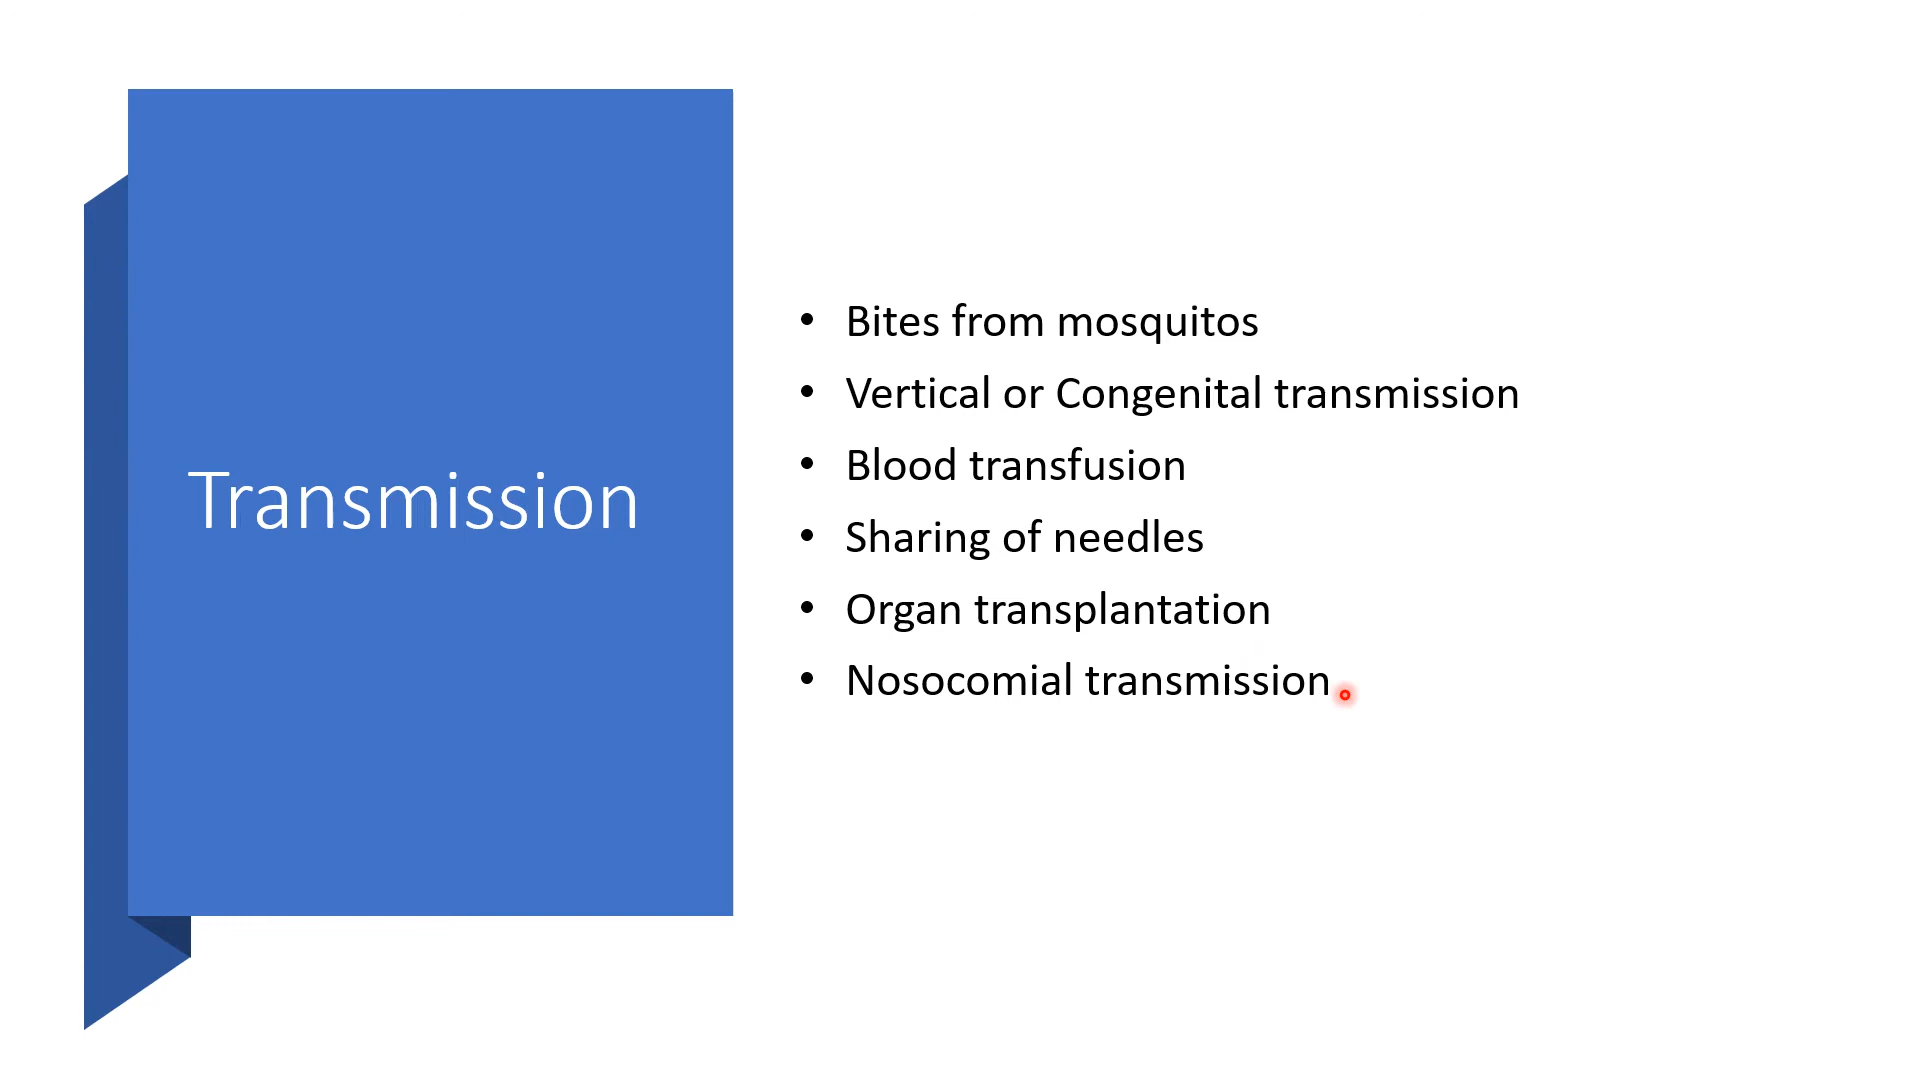 Transmission
• Bites from mosquitos
• Vertical or Congenital transmission
• Blood transfusion
• Sharing of needles
• Organ transplantation
• Nosocomial transmission